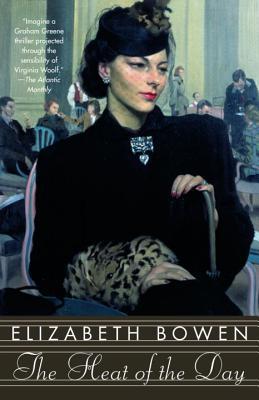 "Imagine a
Graham Greene
thriller projected
through the
sensibility of
Virginia Woolf."
—The Atlantic
Monthly
ELIZABETH BOWEN
The Heat of the Day